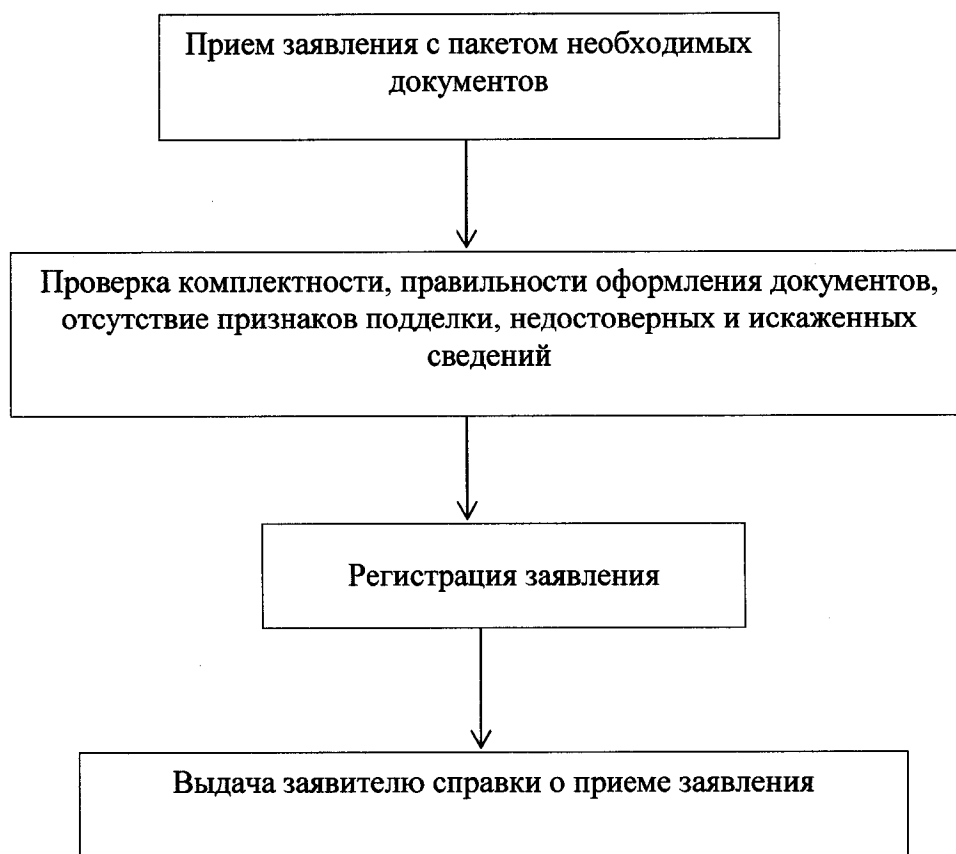 Прием заявления с пакетом необходимых
документов
Проверка комплектности, правильности оформления документов,
отсутствие признаков подделки, недостоверных и искаженных
сведений
Регистрация заявления
Выдача заявителю справки о приеме заявления